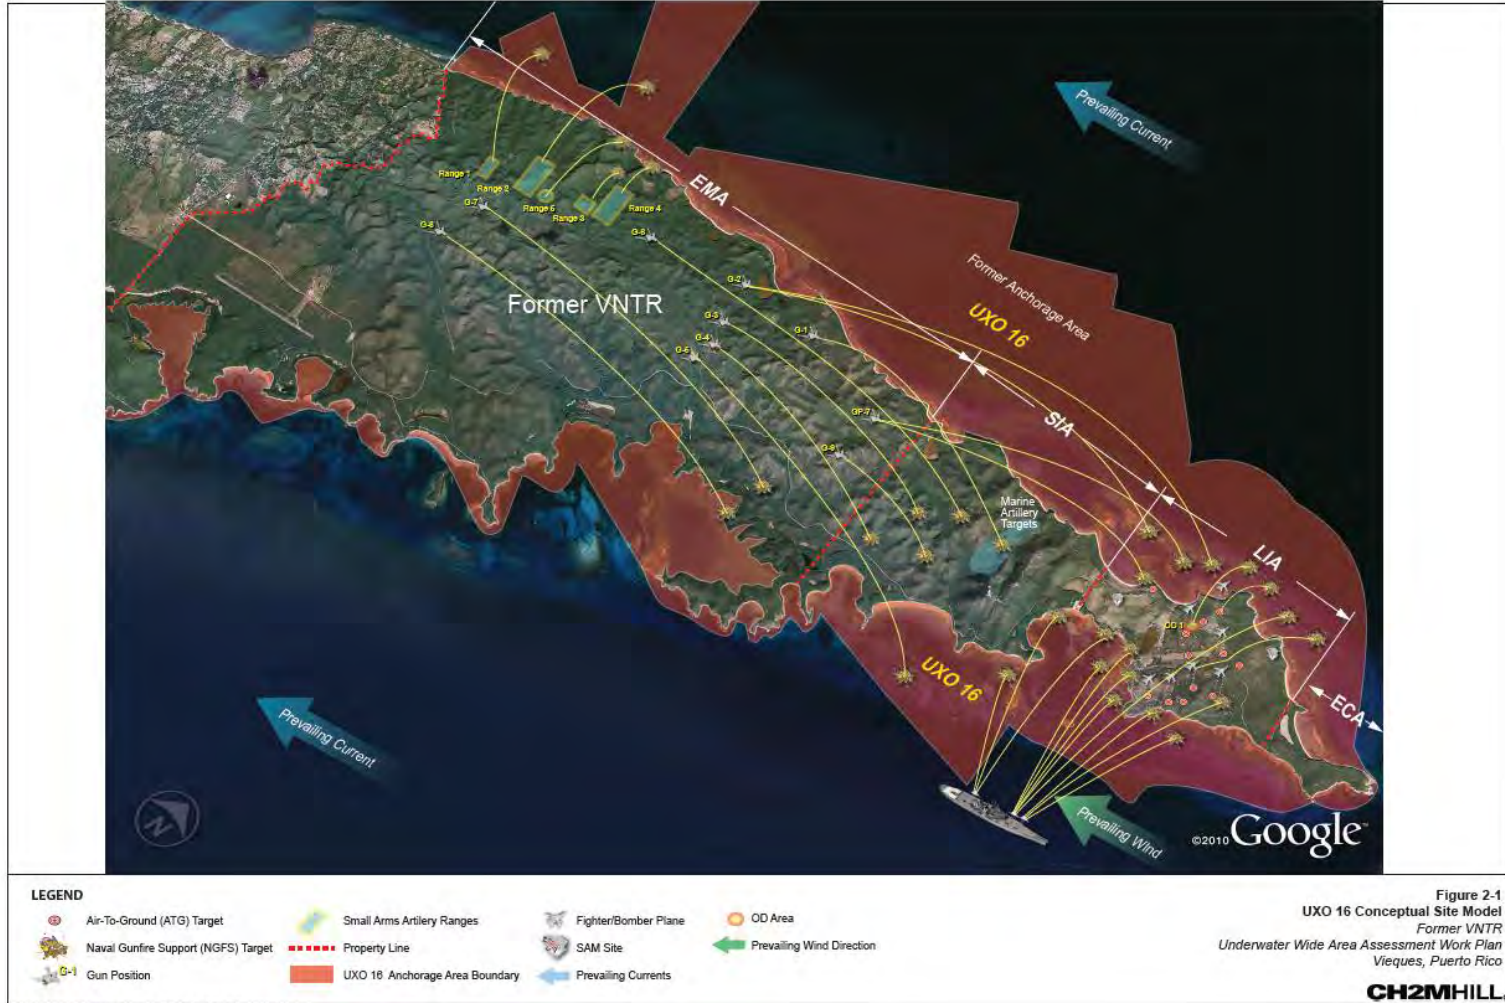 Prevailing Current
EMA
Range 1
Range 2
Range 5
Range 3
Range 4
G-7
G-6
G-8
G-2
G-3
G-4
G-5
G-1
GP-7
G-9
Former VNTR
Former Anchorage Area
UXO 16
SIA
Marine
Artillery
Targets
LIA
OD 1
UXO 16
ECA
Prevailing Current
Prevailing Wind
N
©2010 Google™
LEGEND
Air-To-Ground (ATG) Target
Naval Gunfire Support (NGFS) Target
G-1 Gun Position
Small Arms Artilery Ranges
Property Line
UXO 16 Anchorage Area Boundary
Fighter/Bomber Plane
SAM Site
Prevailing Currents
OD Area
Prevailing Wind Direction
Figure 2-1
UXO 16 Conceptual Site Model
Former VNTR
Underwater Wide Area Assessment Work Plan
Vieques, Puerto Rico
CH2MHILL.